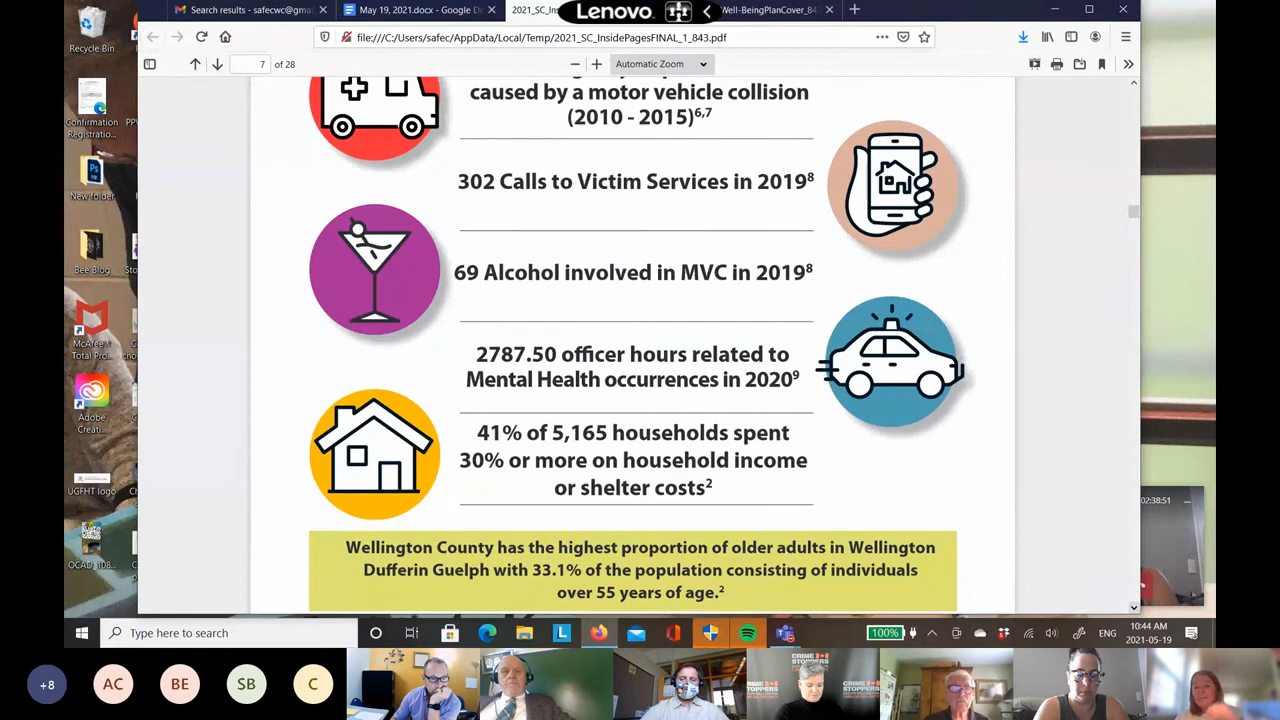 Search results - safecwc@gma
May 19, 2021.docx - Google D
2021_SC_Ins
Lenovo
Well-BeingPlanCover_84
file:///C:/Users/safec/AppData/Local/Temp/2021_SC_InsidePagesFINAL_1_843.pdf
7 of 28
Automatic Zoom
Recycle Bin
Confirmation
Registratio...
New folder
Bee Blog
McAfee
Total Pro...
Adobe
Creati...
UGFHT logo
OCAD_108...
caused by a motor vehicle collision
(2010 - 2015)6,7
302 Calls to Victim Services in 20198
69 Alcohol involved in MVC in 20198
2787.50 officer hours related to
Mental Health occurrences in 20209
41% of 5,165 households spent
30% or more on household income
or shelter costs2
Wellington County has the highest proportion of older adults in Wellington
Dufferin Guelph with 33.1% of the population consisting of individuals
over 55 years of age.2
02:38:51
Type here to search
100%
ENG
10:44 AM
2021-05-19
+8
AC
BE
SB
C
CRIME
STOPPERS
CRIME
STOPPERS